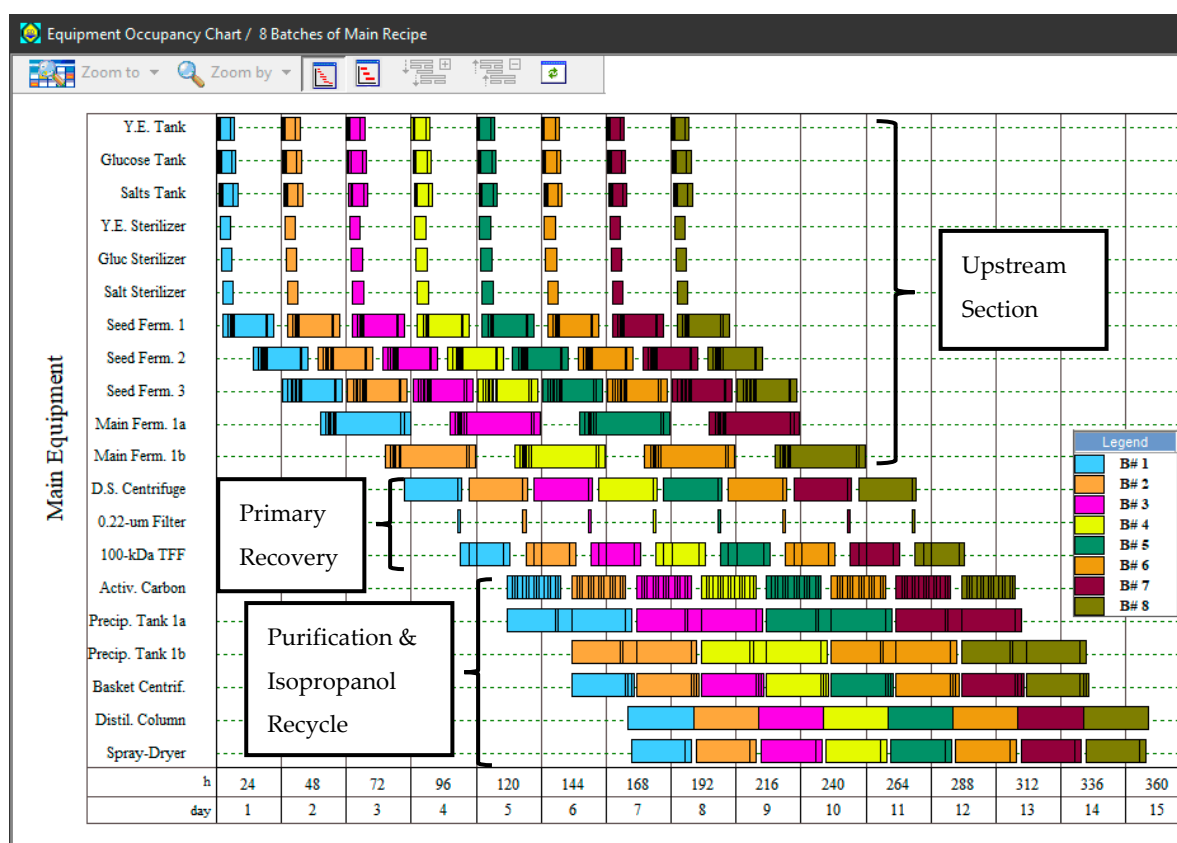 Equipment Occupancy Chart / 8 Batches of Main Recipe
Zoom to
Zoom by
Main Equipment
Y.E. Tank
Glucose Tank
Salts Tank
Y.E. Sterilizer
Gluc Sterilizer
Salt Sterilizer
Seed Ferm. 1
Seed Ferm. 2
Seed Ferm. 3
Main Ferm. 1a
Main Ferm. 1b
D.S. Centrifuge
0.22-um Filter
100-kDa TFF
Activ. Carbon
Precip. Tank 1a
Precip. Tank 1b
Basket Centrif.
Distil. Column
Spray-Dryer
Upstream
Section
Primary
Recovery
Purification &
Isopropanol
Recycle
Legend
B# 1
B# 2
B# 3
B# 4
B# 5
B# 6
B# 7
B# 8
h 24 48 72 96 120 144 168 192 216 240 264 288 312 336 360
day 1 2 3 4 5 6 7 8 9 10 11 12 13 14 15